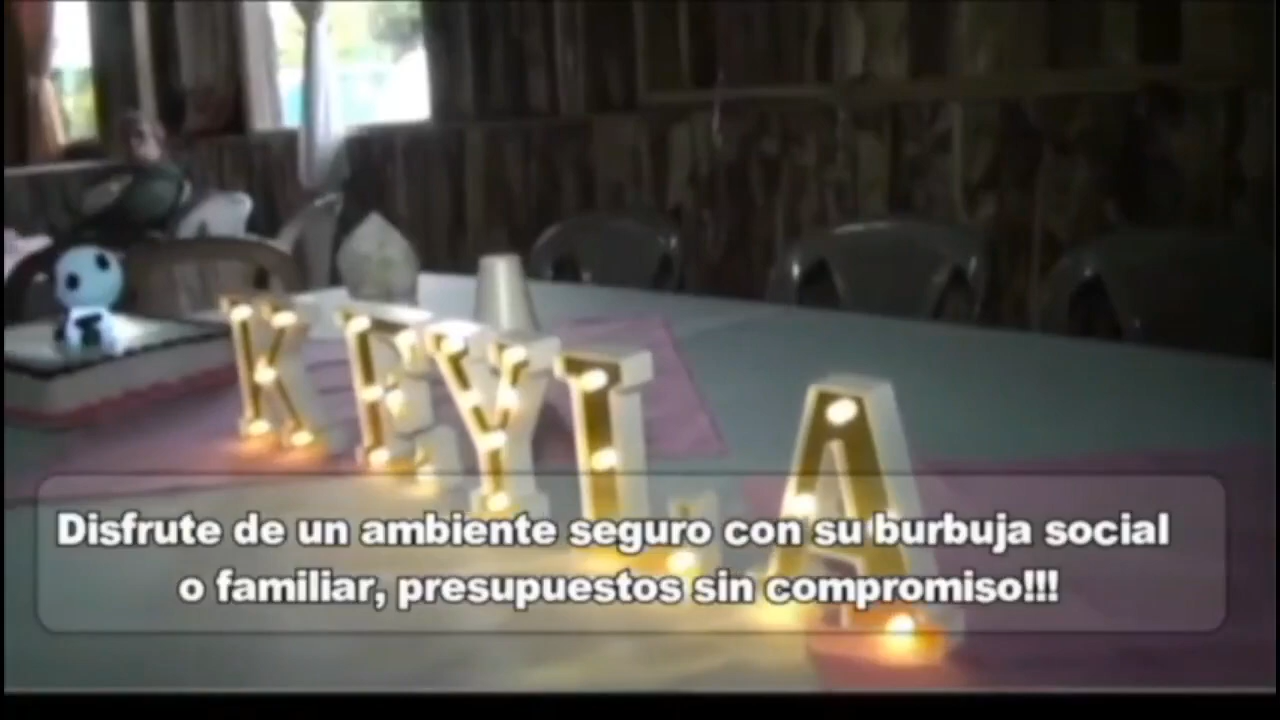 KEYLA
Disfrute de un ambiente seguro con su burbuja social
o familiar, presupuestos sin compromiso!!!